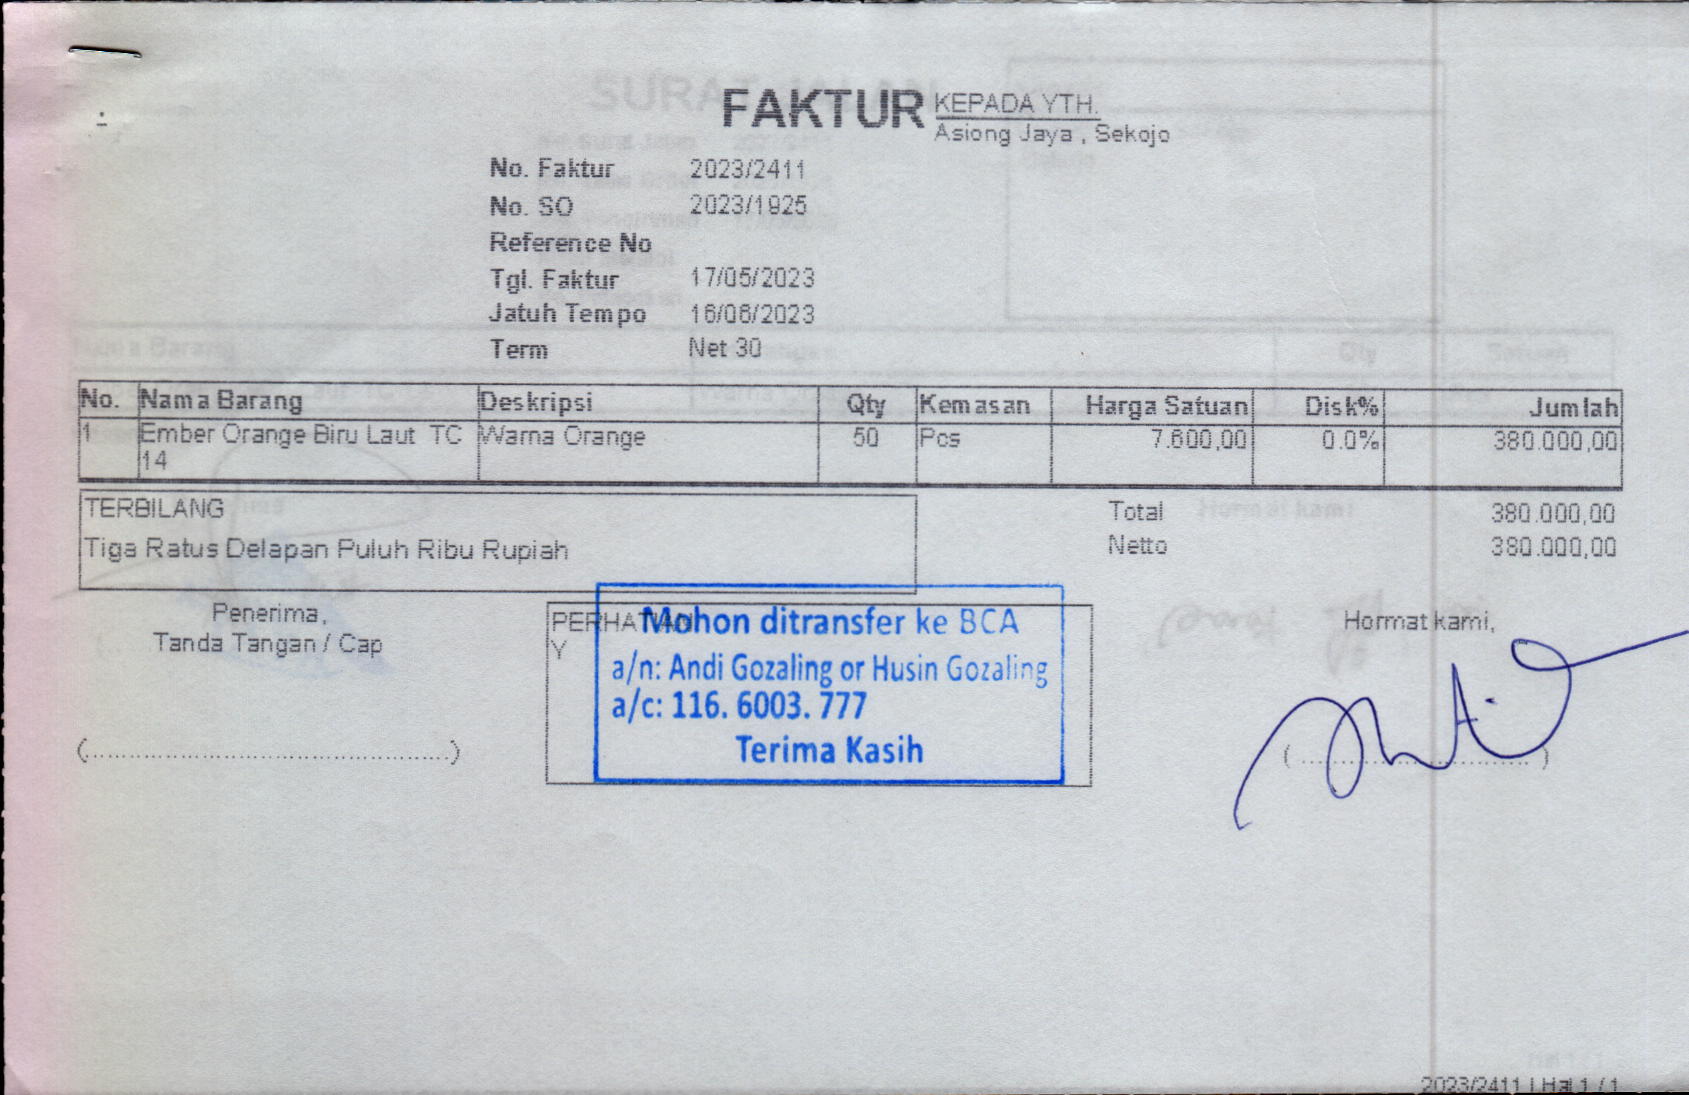 FAKTUR
KEPADA YTH.
Asiong Jaya , Sekojo
No. Faktur 2023/2411
No. SO 2023/1925
Reference No
Tgl. Faktur 17/05/2023
Jatuh Tempo 16/06/2023
Term Net 30
No. Nama Barang Deskripsi Qty Kemasan Harga Satuan Disk% Jumlah
1 Ember Orange Biru Laut TC Warna Orange 50 Pcs 7.600,00 0.0% 380.000,00
14
TERBILANG
Tiga Ratus Delapan Puluh Ribu Rupiah
Total 380.000,00
Netto 380.000,00
Penerima,
Tanda Tangan / Cap
(..................................................)
PERHATIAN
Y
Mohon ditransfer ke BCA
a/n: Andi Gozaling or Husin Gozaling
a/c: 116. 6003. 777
Terima Kasih
Hormat kami,
(..................................)
2023/2411 | Hal 1 / 1